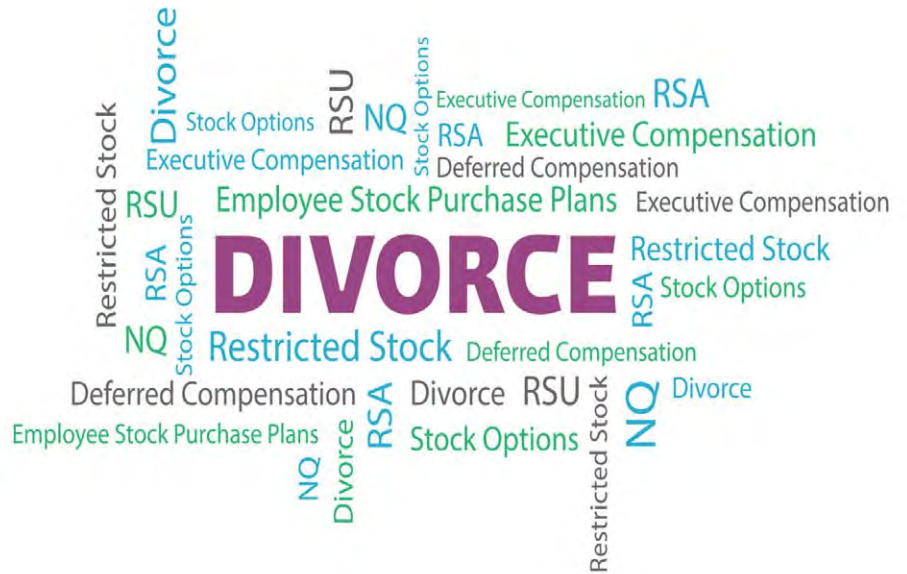 Divorce
Stock Options
RSU
NQ
Stock Options
Executive Compensation
RSA
RSA
Executive Compensation
Restricted Stock
Executive Compensation
Deferred Compensation
RSU
Employee Stock Purchase Plans
Executive Compensation
RSA
Stock Options
DIVORCE
Restricted Stock
RSA
Stock Options
NQ
Restricted Stock
Deferred Compensation
Deferred Compensation
RSA
Divorce
RSU
Restricted Stock
NQ
Divorce
Employee Stock Purchase Plans
NQ
Divorce
Stock Options